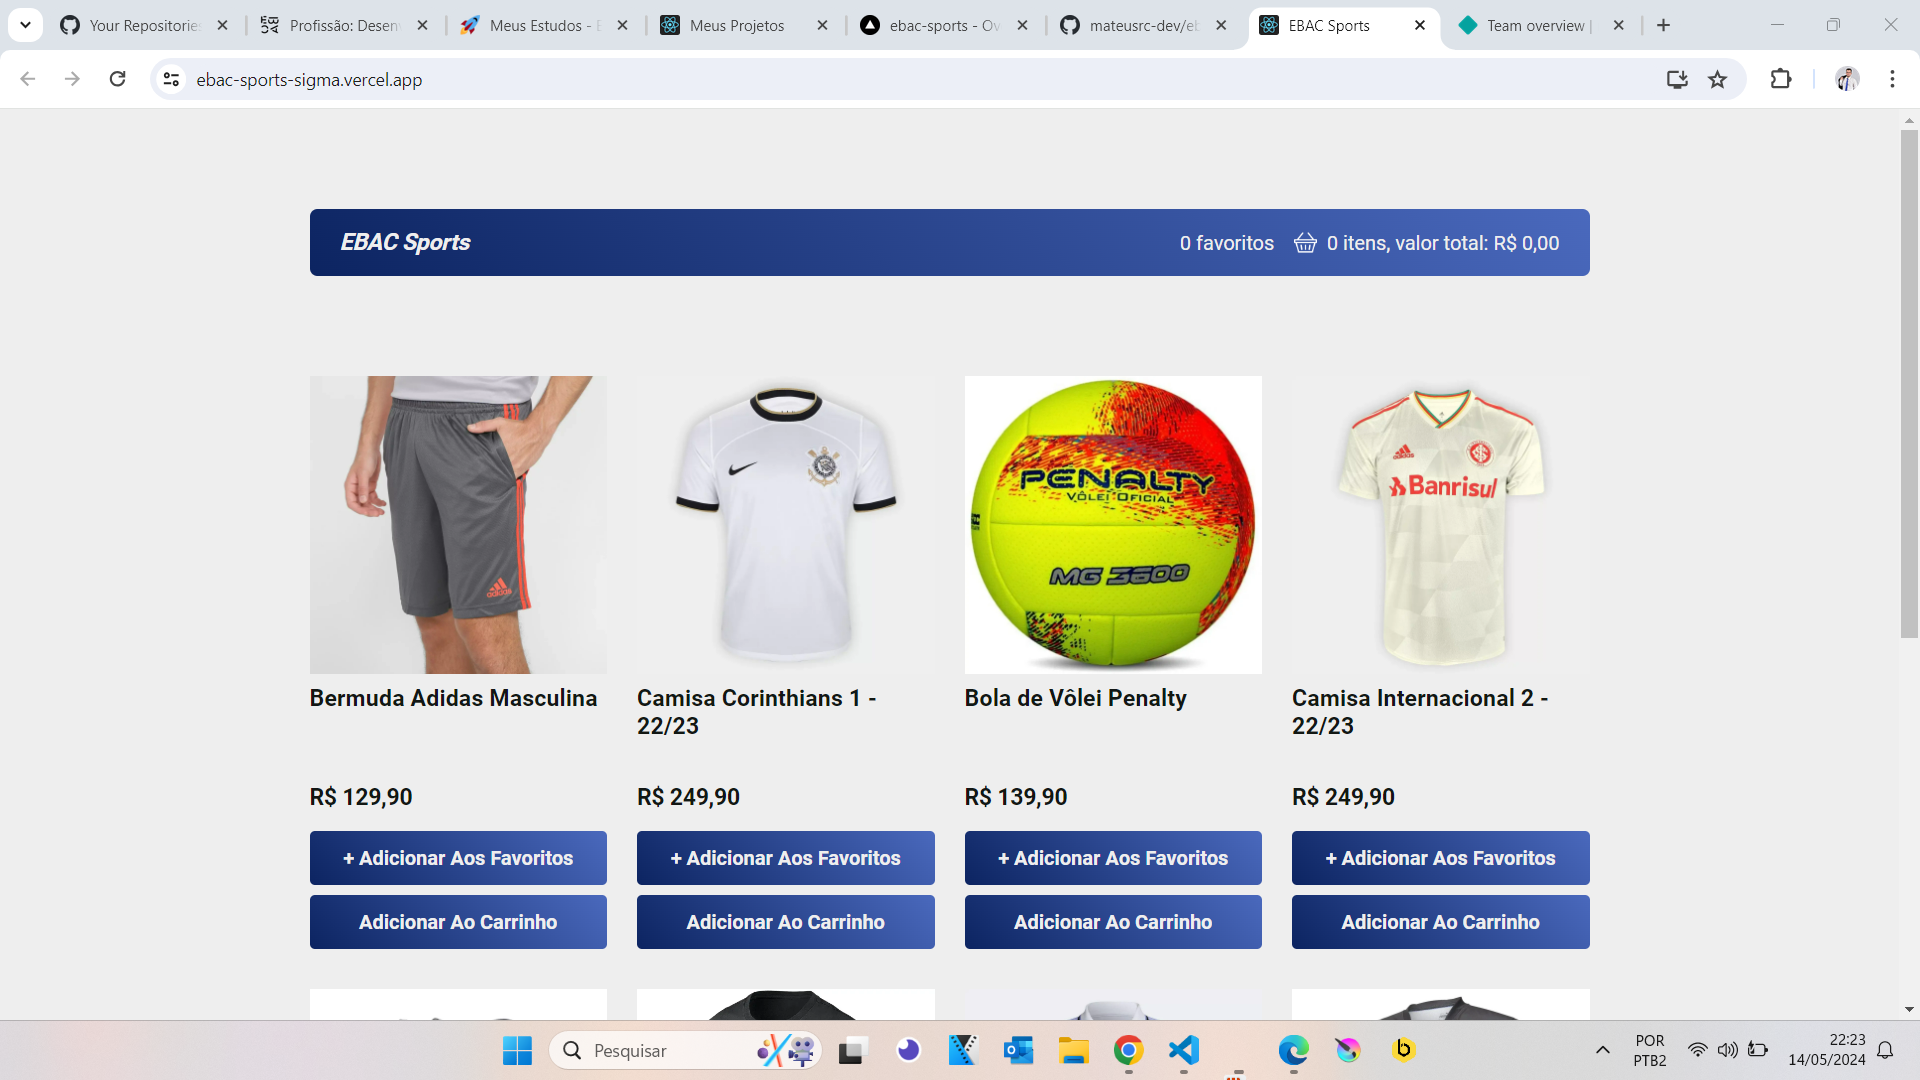 Your Repositories
Profissão: Desen
Meus Estudos - E
Meus Projetos
ebac-sports - Ov
mateusrc-dev/eb
EBAC Sports
Team overview |
ebac-sports-sigma.vercel.app
EBAC Sports
0 favoritos
0 itens, valor total: R$ 0,00
PENALTY
VÔLEI OFICIAL
MG 3600
adidas
Banrisul
adidas
Bermuda Adidas Masculina
Camisa Corinthians 1 -
22/23
Bola de Vôlei Penalty
Camisa Internacional 2 -
22/23
R$ 129,90
R$ 249,90
R$ 139,90
R$ 249,90
+ Adicionar Aos Favoritos
+ Adicionar Aos Favoritos
+ Adicionar Aos Favoritos
+ Adicionar Aos Favoritos
Adicionar Ao Carrinho
Adicionar Ao Carrinho
Adicionar Ao Carrinho
Adicionar Ao Carrinho
Pesquisar
POR
PTB2
22:23
14/05/2024